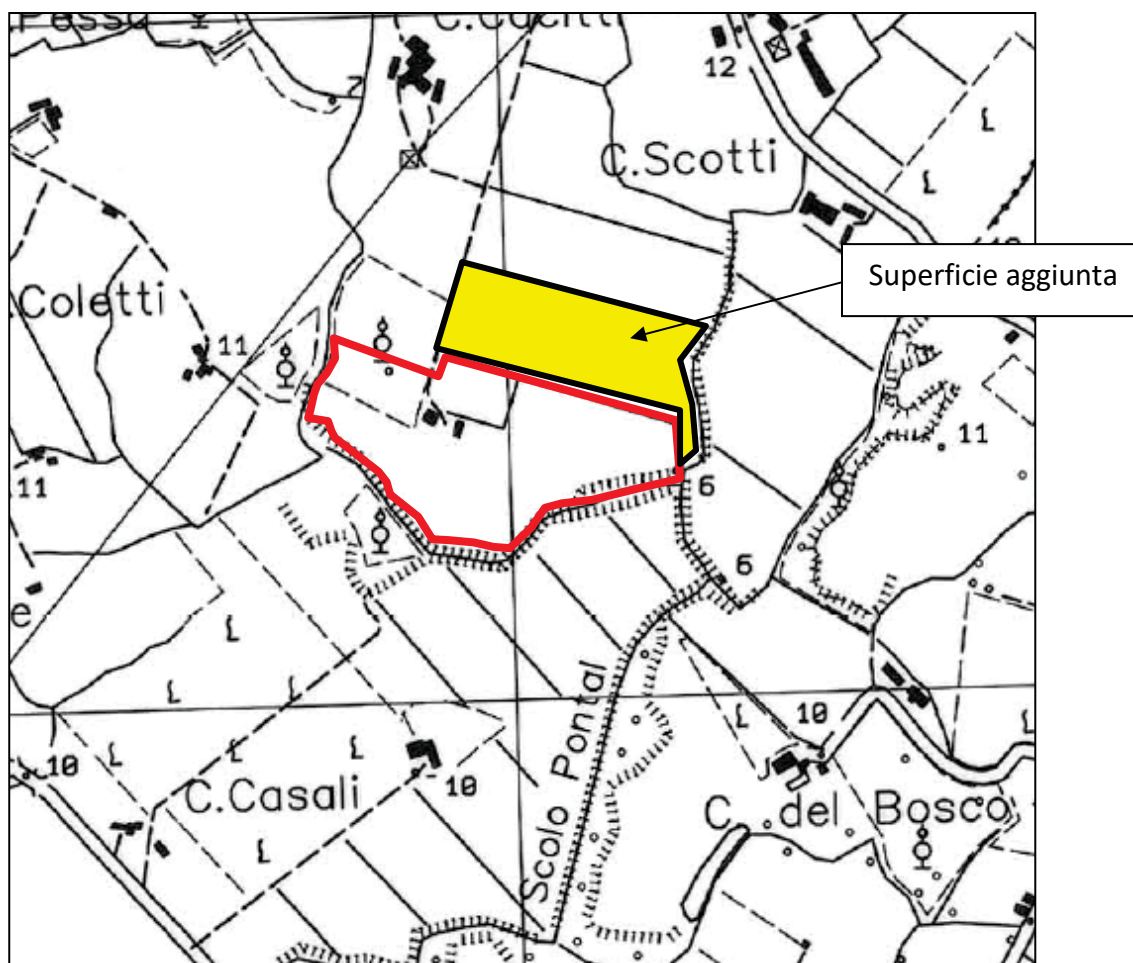 12
C.Scotti
Superficie aggiunta
.Coletti
11
11
11
6
6
e
Scolo Pontal
10
10
10
C.Casali
C. del Bosco